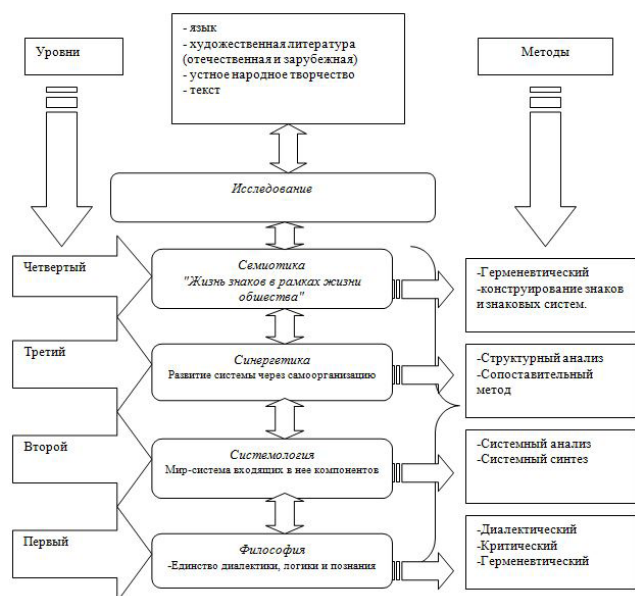 - язык
- художественная литература
(отечественная и зарубежная)
- устное народное творчество
- текст
Уровни
Методы
Исследование
Четвертый
Семиотика
"Жизнь знаков в рамках жизни
обшества"
-Герменевтический
-конструирование знаков
и знаковых систем.
Третий
Синергетика
Развитие системы через самоорганизацию
-Структурный анализ
-Сопоставительный
метод
Второй
Системология
Мир-система входящих в нее компонентов
-Системный анализ
-Системный синтез
Первый
Философия
-Единство диалектики, логики и познания
-Диалектический
-Критический
-Герменевтический